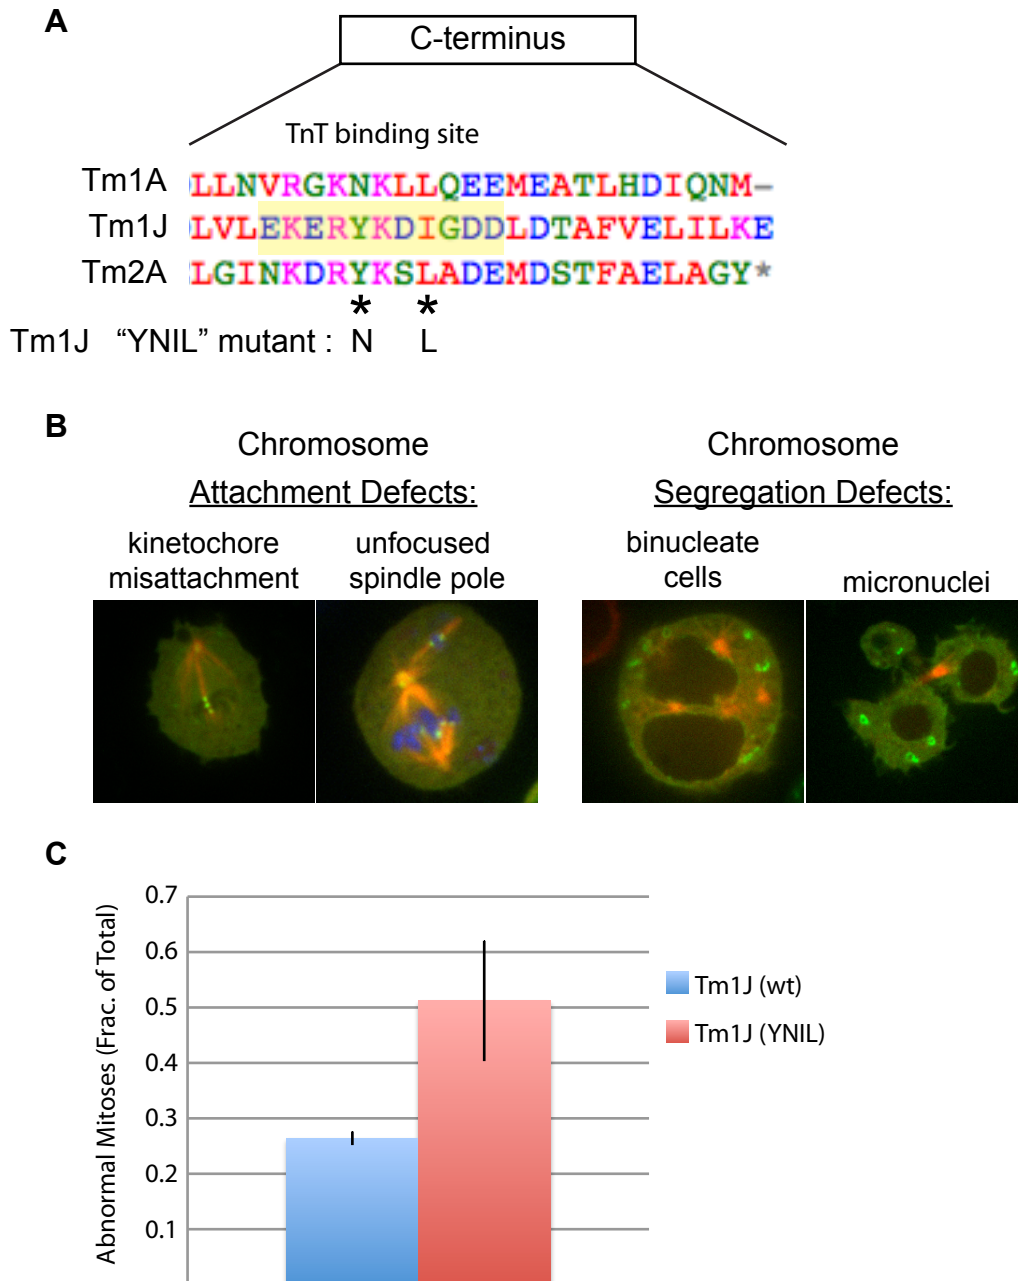 A
C-terminus
TnT binding site
Tm1A LLNVRGKNKLLQEEMEATLHDIQNM-
Tm1J LVLEKERYKDIGDDLDTAFVELILKE
Tm2A LGINKDRYKSLADEMDSTFAELAGY*
* *
Tm1J "YNIL" mutant : N L
B
Chromosome
Attachment Defects:
Chromosome
Segregation Defects:
kinetochore
misattachment
unfocused
spindle pole
binucleate
cells
micronuclei
C
Abnormal Mitoses (Frac. of Total)
0.7
0.6
0.5
0.4
0.3
0.2
0.1
Tm1J (wt)
Tm1J (YNIL)